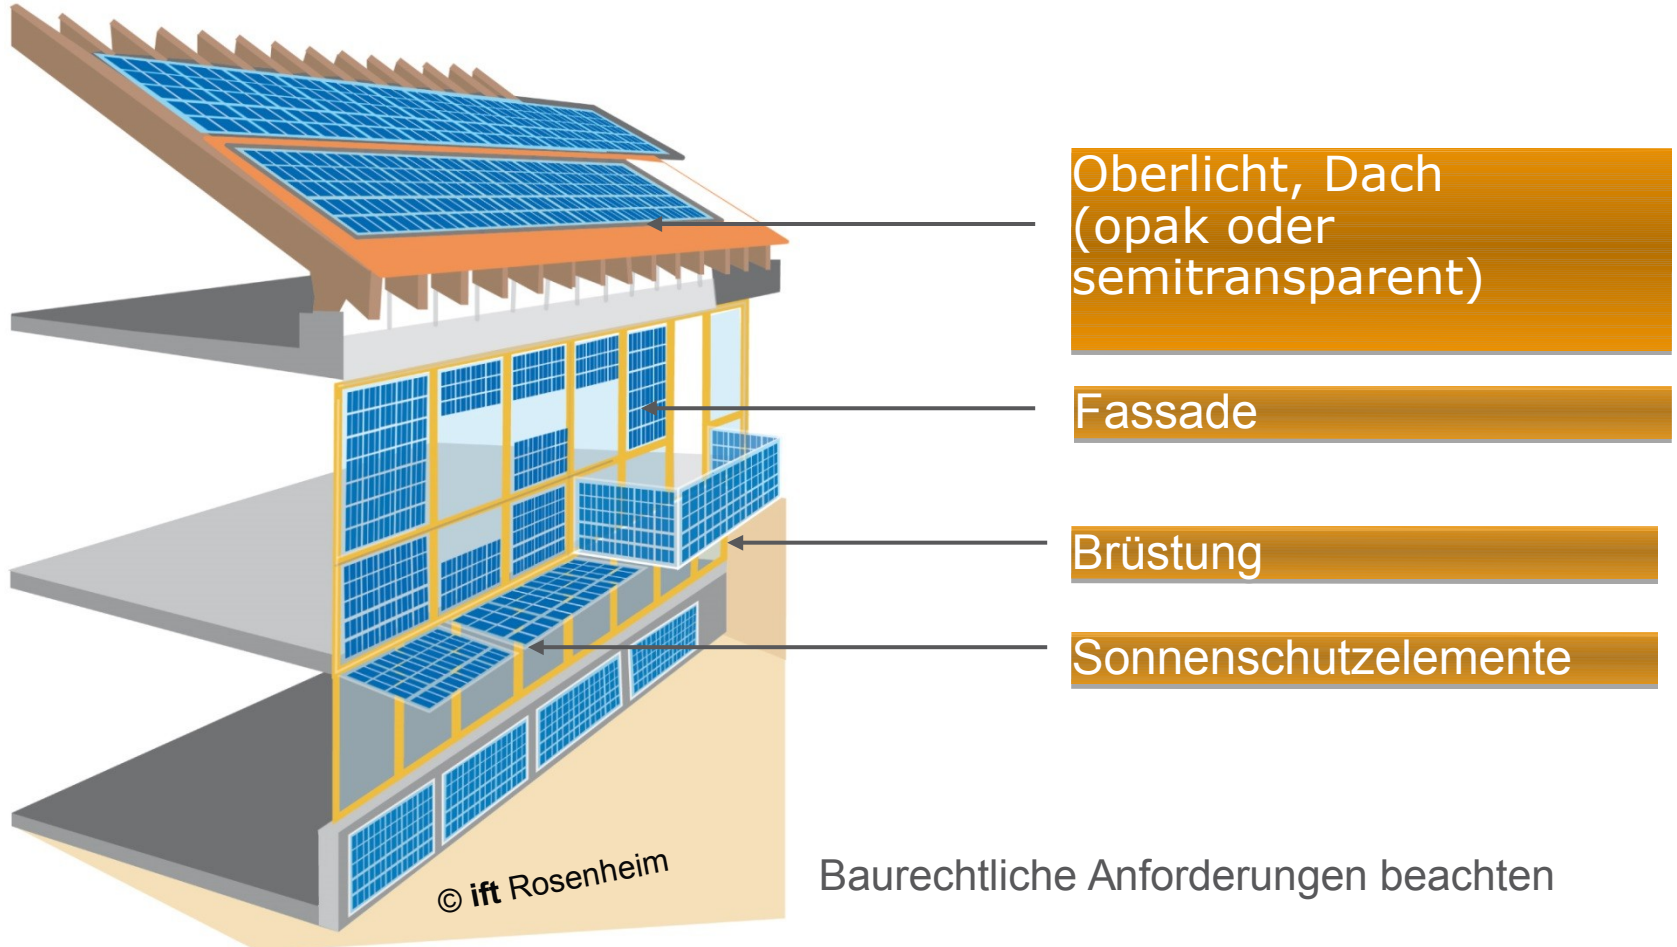 Oberlicht, Dach
(opak oder
semitransparent)
Fassade
Brüstung
Sonnenschutzelemente
© ift Rosenheim
Baurechtliche Anforderungen beachten